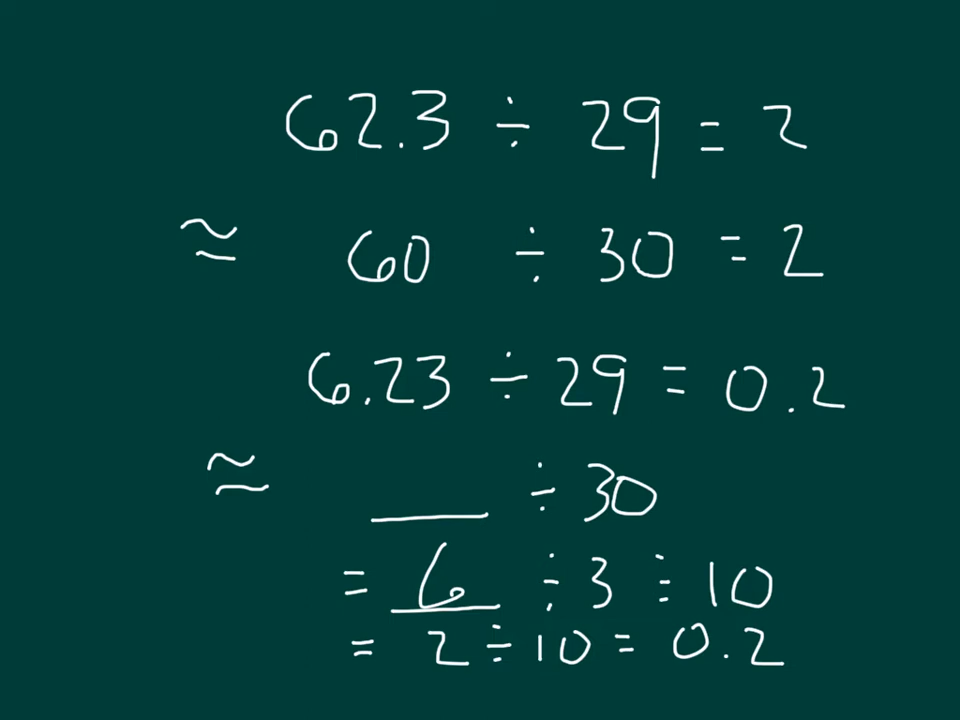 62.3 ÷ 29 = 2
≈ 60 ÷ 30 = 2
6.23 ÷ 29 = 0.2
≈ ___ ÷ 30
= 6 ÷ 3 ÷ 10
= 2 ÷ 10 = 0.2